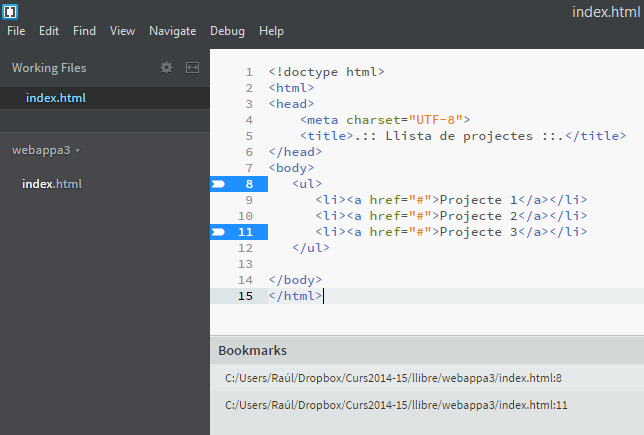 index.html
File Edit Find View Navigate Debug Help
Working Files
index.html
webappa3
index.html
1 <!doctype html>
2 <html>
3 <head>
4 <meta charset="UTF-8">
5 <title>.:: Llista de projectes ::.</title>
6 </head>
7 <body>
8 <ul>
9 <li><a href="#">Projecte 1</a></li>
10 <li><a href="#">Projecte 2</a></li>
11 <li><a href="#">Projecte 3</a></li>
12 </ul>
13
14 </body>
15 </html>
Bookmarks
C:/Users/Raúl/Dropbox/Curs2014-15/llibre/webappa3/index.html:8
C:/Users/Raúl/Dropbox/Curs2014-15/llibre/webappa3/index.html:11